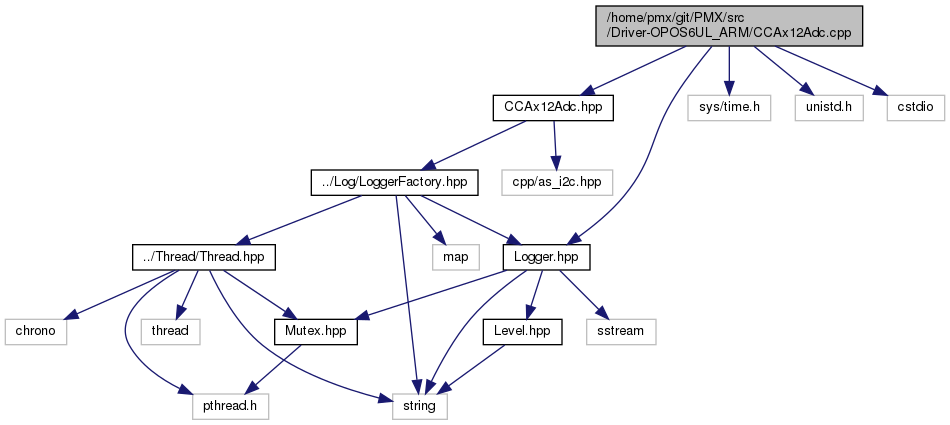 /home/pmx/git/PMX/src
/Driver-OPOS6UL_ARM/CCAx12Adc.cpp
CCAx12Adc.hpp
sys/time.h
unistd.h
cstdio
../Log/LoggerFactory.hpp
cpp/as_i2c.hpp
../Thread/Thread.hpp
map
Logger.hpp
chrono
thread
Mutex.hpp
Level.hpp
sstream
pthread.h
string